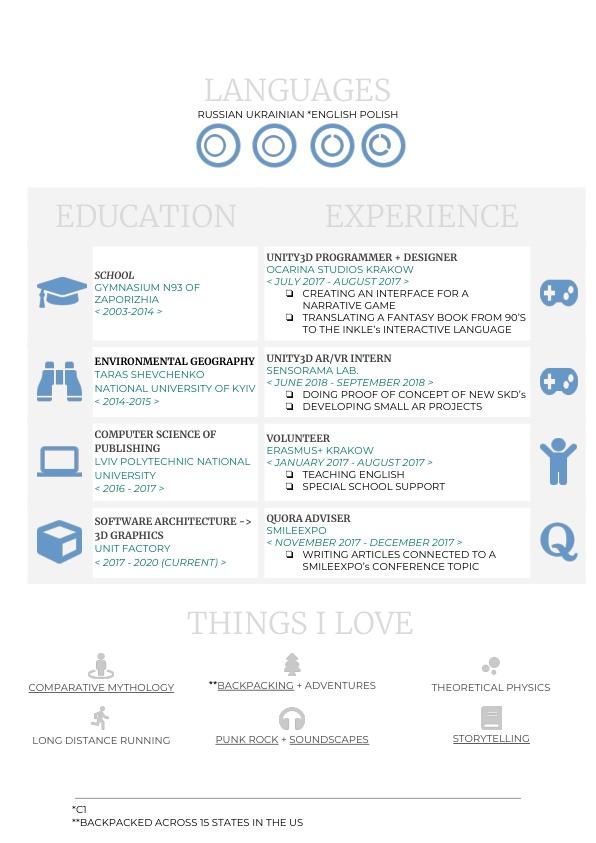 LANGUAGES
RUSSIAN UKRAINIAN *ENGLISH POLISH
EDUCATION
EXPERIENCE
SCHOOL
GYMNASIUM N93 OF
ZAPORIZHIA
< 2003-2014 >
UNITY3D PROGRAMMER + DESIGNER
OCARINA STUDIOS KRAKOW
< JULY 2017 - AUGUST 2017 >
❏ CREATING AN INTERFACE FOR A
NARRATIVE GAME
❏ TRANSLATING A FANTASY BOOK FROM 90'S
TO THE INKLE's INTERACTIVE LANGUAGE
ENVIRONMENTAL GEOGRAPHY
TARAS SHEVCHENKO
NATIONAL UNIVERSITY OF KYIV
< 2014-2015 >
UNITY3D AR/VR INTERN
SENSORAMA LAB.
< JUNE 2018 - SEPTEMBER 2018 >
❏ DOING PROOF OF CONCEPT OF NEW SKD's
❏ DEVELOPING SMALL AR PROJECTS
COMPUTER SCIENCE OF
PUBLISHING
LVIV POLYTECHNIC NATIONAL
UNIVERSITY
< 2016 - 2017 >
VOLUNTEER
ERASMUS+ KRAKOW
< JANUARY 2017 - AUGUST 2017 >
❏ TEACHING ENGLISH
❏ SPECIAL SCHOOL SUPPORT
SOFTWARE ARCHITECTURE ->
3D GRAPHICS
UNIT FACTORY
< 2017 - 2020 (CURRENT) >
QUORA ADVISER
SMILEEXPO
< NOVEMBER 2017 - DECEMBER 2017 >
❏ WRITING ARTICLES CONNECTED TO A
SMILEEXPO's CONFERENCE TOPIC
Q
THINGS I LOVE
COMPARATIVE MYTHOLOGY
**BACKPACKING + ADVENTURES
THEORETICAL PHYSICS
LONG DISTANCE RUNNING
PUNK ROCK + SOUNDSCAPES
STORYTELLING
*C1
**BACKPACKED ACROSS 15 STATES IN THE US